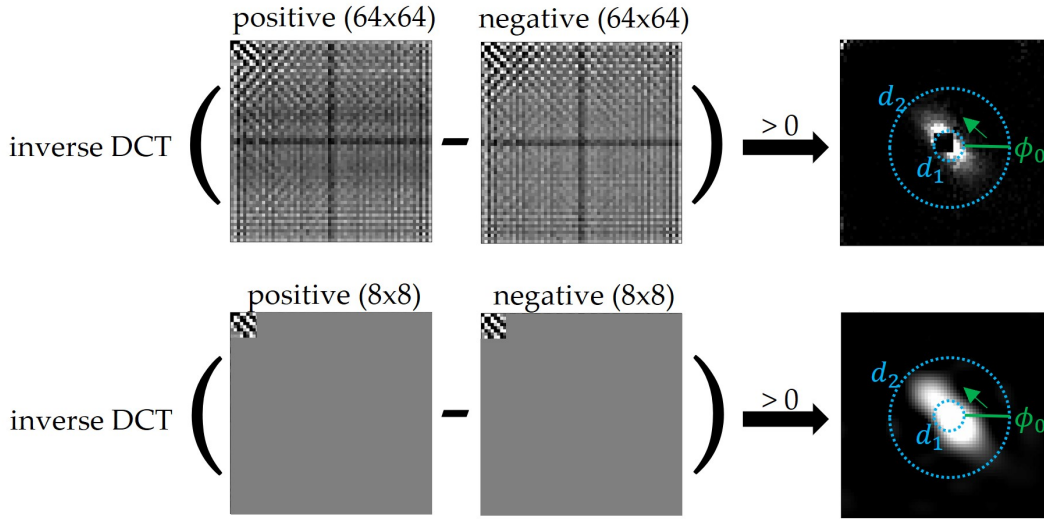 positive (64x64) negative (64x64)
inverse DCT ( - ) > 0
d₂
d₁
ϕ₀
positive (8x8) negative (8x8)
inverse DCT ( - ) > 0
d₂
d₁
ϕ₀